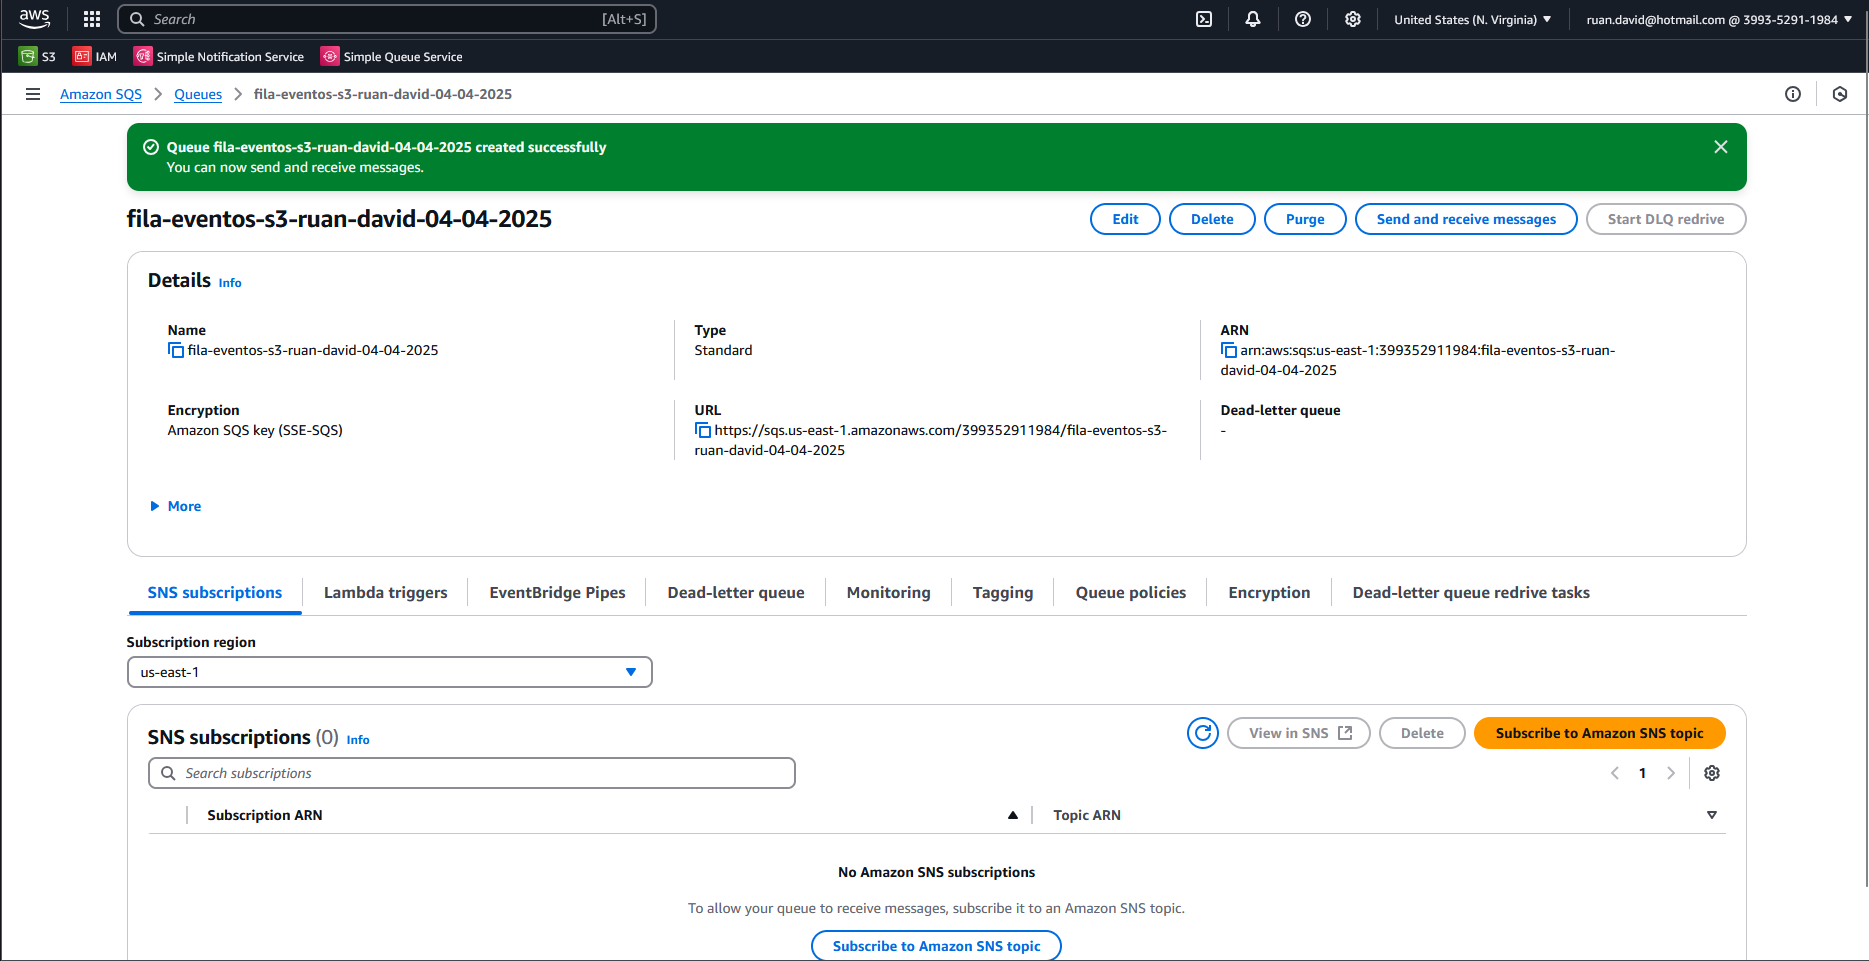 aws
Search [Alt+S] United States (N. Virginia) ruan.david@hotmail.com @ 3993-5291-1984
S3 IAM Simple Notification Service Simple Queue Service
Amazon SQS Queues fila-eventos-s3-ruan-david-04-04-2025
Queue fila-eventos-s3-ruan-david-04-04-2025 created successfully
You can now send and receive messages.
fila-eventos-s3-ruan-david-04-04-2025 Edit Delete Purge Send and receive messages Start DLQ redrive
Details Info
Name
fila-eventos-s3-ruan-david-04-04-2025
Type
Standard
ARN
arn:aws:sqs:us-east-1:399352911984:fila-eventos-s3-ruan-
david-04-04-2025
Encryption
Amazon SQS key (SSE-SQS)
URL
https://sqs.us-east-1.amazonaws.com/399352911984/fila-eventos-s3-
ruan-david-04-04-2025
Dead-letter queue
-
More
SNS subscriptions Lambda triggers EventBridge Pipes Dead-letter queue Monitoring Tagging Queue policies Encryption Dead-letter queue redrive tasks
Subscription region
us-east-1
SNS subscriptions (0) Info View in SNS Delete Subscribe to Amazon SNS topic
Search subscriptions 1
Subscription ARN Topic ARN
No Amazon SNS subscriptions
To allow your queue to receive messages, subscribe it to an Amazon SNS topic.
Subscribe to Amazon SNS topic